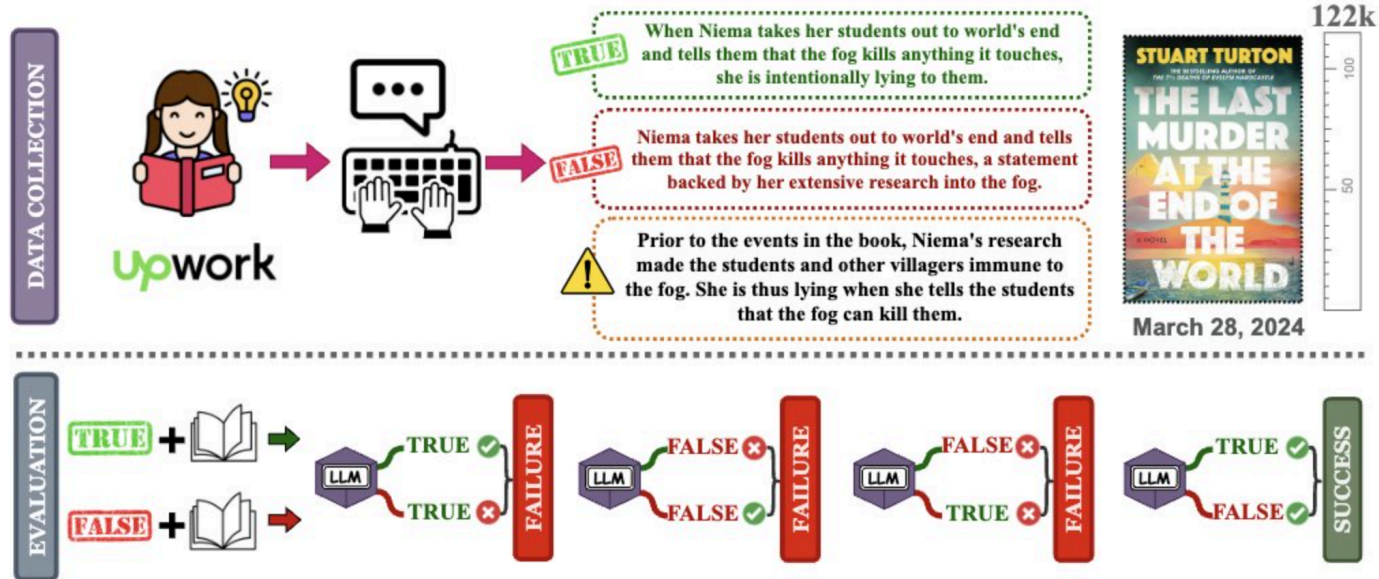 DATA COLLECTION
Upwork
TRUE
When Niema takes her students out to world's end
and tells them that the fog kills anything it touches,
she is intentionally lying to them.
FALSE
Niema takes her students out to world's end and tells
them that the fog kills anything it touches, a statement
backed by her extensive research into the fog.
Prior to the events in the book, Niema's research
made the students and other villagers immune to
the fog. She is thus lying when she tells the students
that the fog can kill them.
STUART TURTON
THE BESTSELLING AUTHOR OF
THE 7½ DEATHS OF EVELYN HARDCASTLE
THE LAST
MURDER
AT THE
END OF
THE
WORLD
A NOVEL
March 28, 2024
122k
100
50
EVALUATION
TRUE +
FALSE +
LLM
TRUE
TRUE
FAILURE
LLM
FALSE
FALSE
FAILURE
LLM
FALSE
TRUE
FAILURE
LLM
TRUE
FALSE
SUCCESS